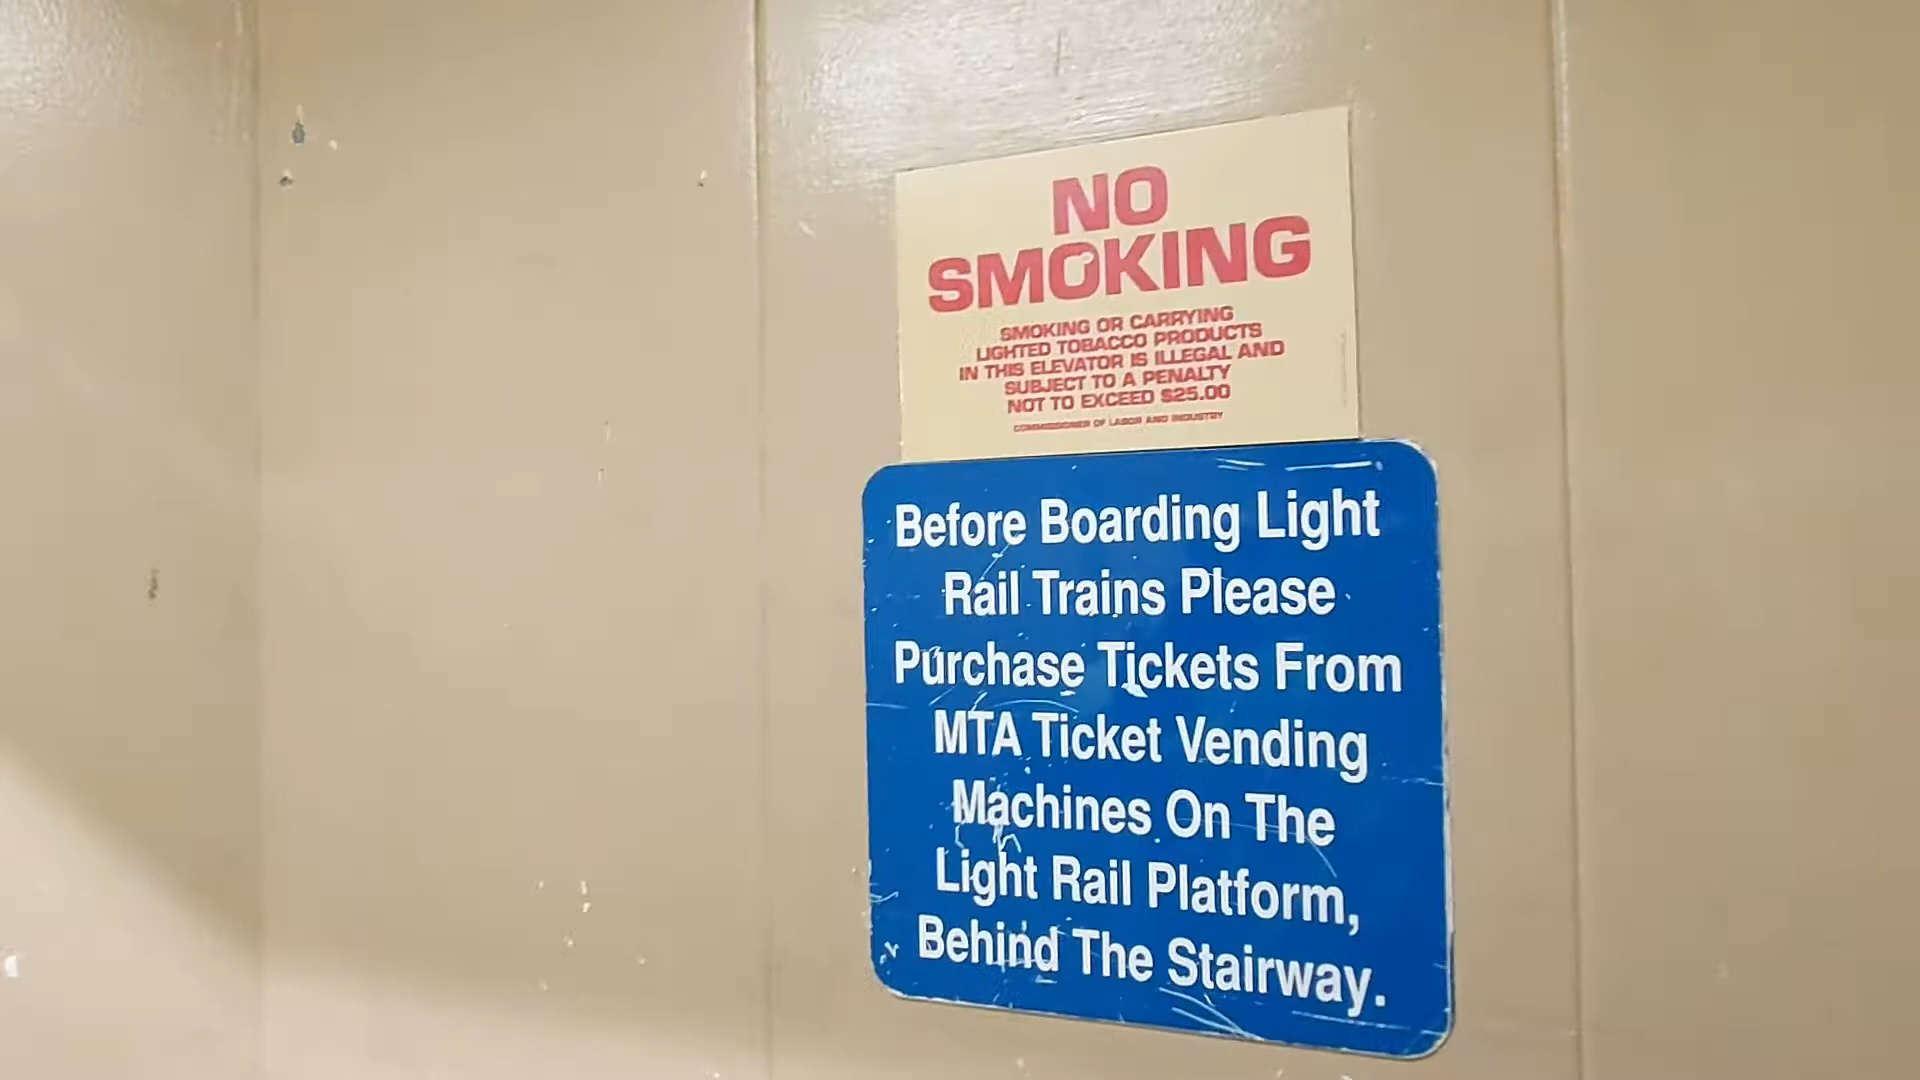 NO
SMOKING
SMOKING OR CARRYING
LIGHTED TOBACCO PRODUCTS
IN THIS ELEVATOR IS ILLEGAL AND
SUBJECT TO A PENALTY
NOT TO EXCEED $25.00
COMMISSIONER OF LABOR AND INDUSTRY
Before Boarding Light
Rail Trains Please
Purchase Tickets From
MTA Ticket Vending
Machines On The
Light Rail Platform,
Behind The Stairway.